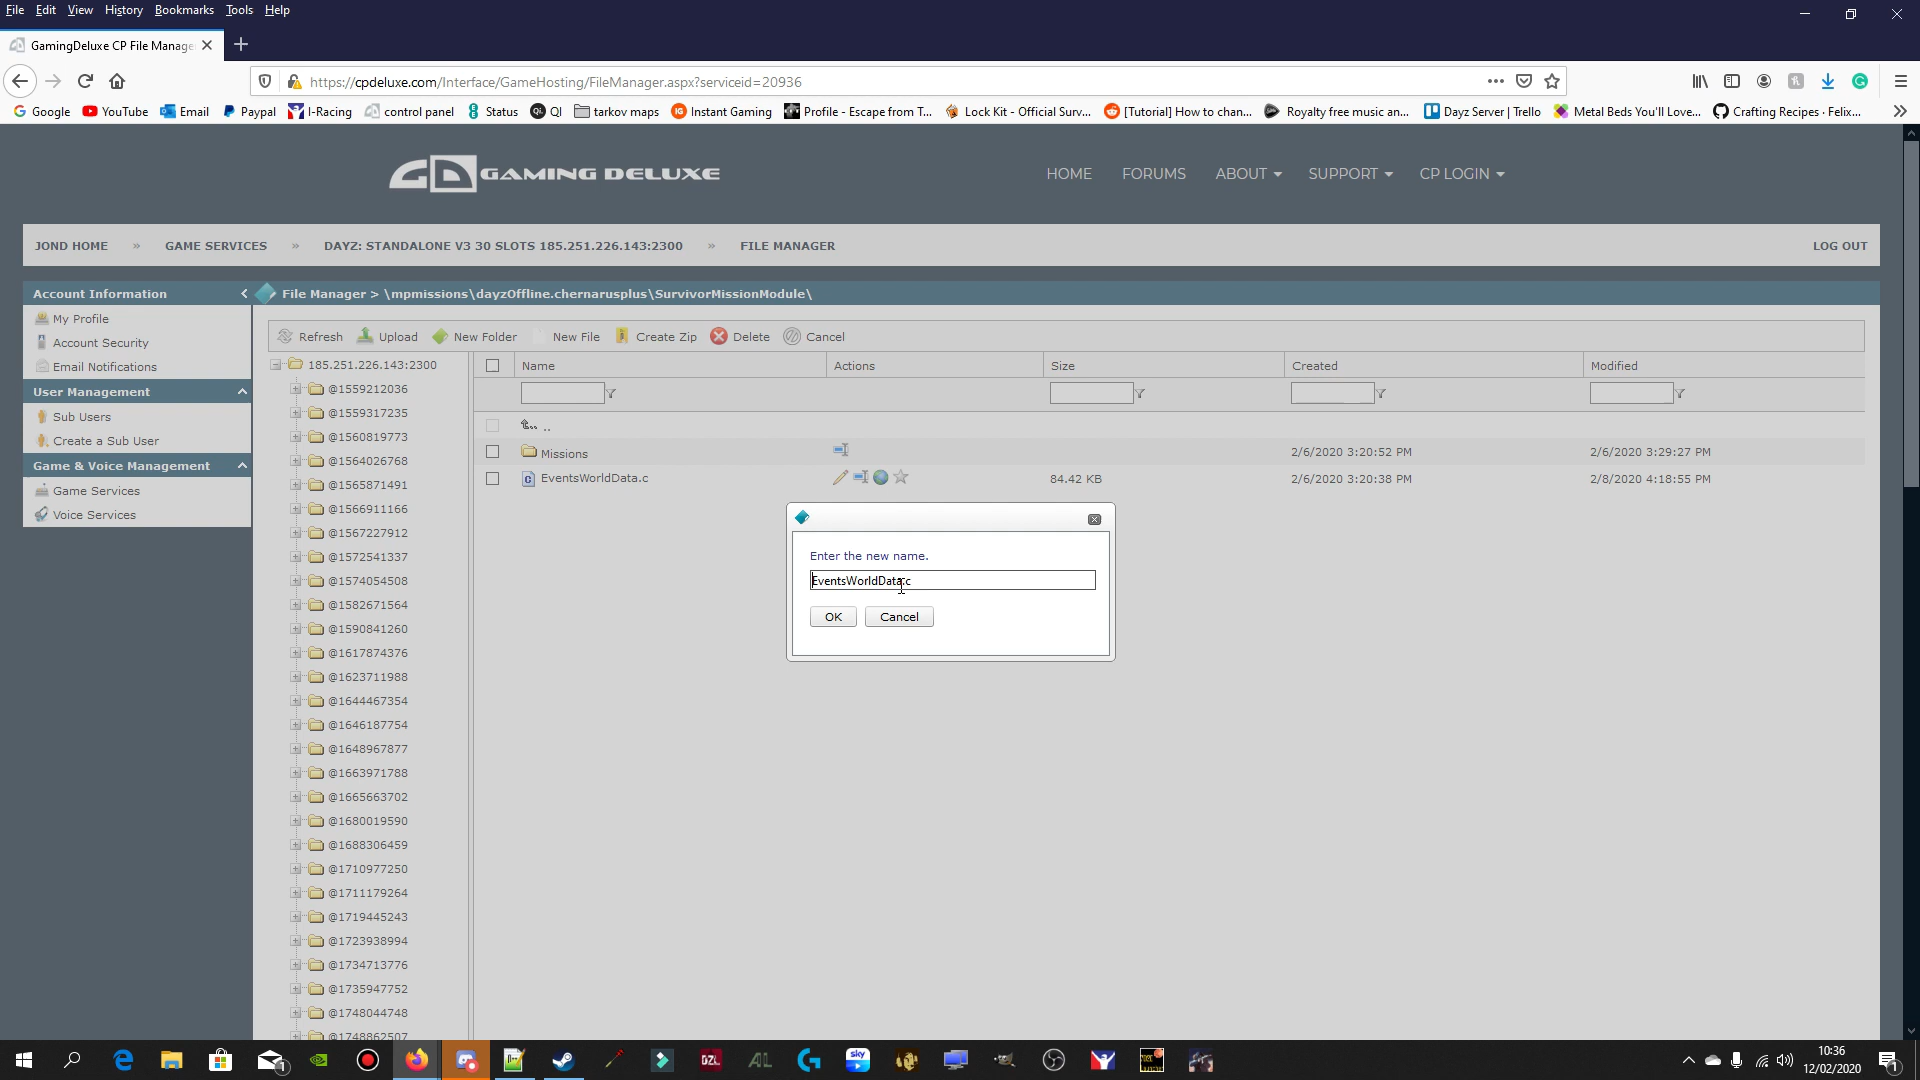 File Edit View History Bookmarks Tools Help
GamingDeluxe CP File Manage
https://cpdeluxe.com/Interface/GameHosting/FileManager.aspx?serviceid=20936
Google YouTube Email Paypal I-Racing control panel Status QI tarkov maps Instant Gaming Profile - Escape from T... Lock Kit - Official Surv... [Tutorial] How to chan... Royalty free music an... Dayz Server | Trello Metal Beds You'll Love... Crafting Recipes · Felix...
GAMING DELUXE
HOME FORUMS ABOUT SUPPORT CP LOGIN
JOND HOME » GAME SERVICES » DAYZ: STANDALONE V3 30 SLOTS 185.251.226.143:2300 » FILE MANAGER LOG OUT
Account Information
My Profile
Account Security
Email Notifications
User Management
Sub Users
Create a Sub User
Game & Voice Management
Game Services
Voice Services
File Manager > \mpmissions\dayzOffline.chernarusplus\SurvivorMissionModule\
Refresh Upload New Folder New File Create Zip Delete Cancel
185.251.226.143:2300
@1559212036
@1559317235
@1560819773
@1564026768
@1565871491
@1566911166
@1567227912
@1572541337
@1574054508
@1582671564
@1590841260
@1617874376
@1623711988
@1644467354
@1646187754
@1648967877
@1663971788
@1665663702
@1680019590
@1688306459
@1710977250
@1711179264
@1719445243
@1723938994
@1734713776
@1735947752
@1748044748
@1748862507
Name Actions Size Created Modified
..
Missions 2/6/2020 3:20:52 PM 2/6/2020 3:29:27 PM
EventsWorldData.c 84.42 KB 2/6/2020 3:20:38 PM 2/8/2020 4:18:55 PM
Enter the new name.
EventsWorldData.c
OK Cancel
1
DZL
AL
sky
10:36
12/02/2020
1